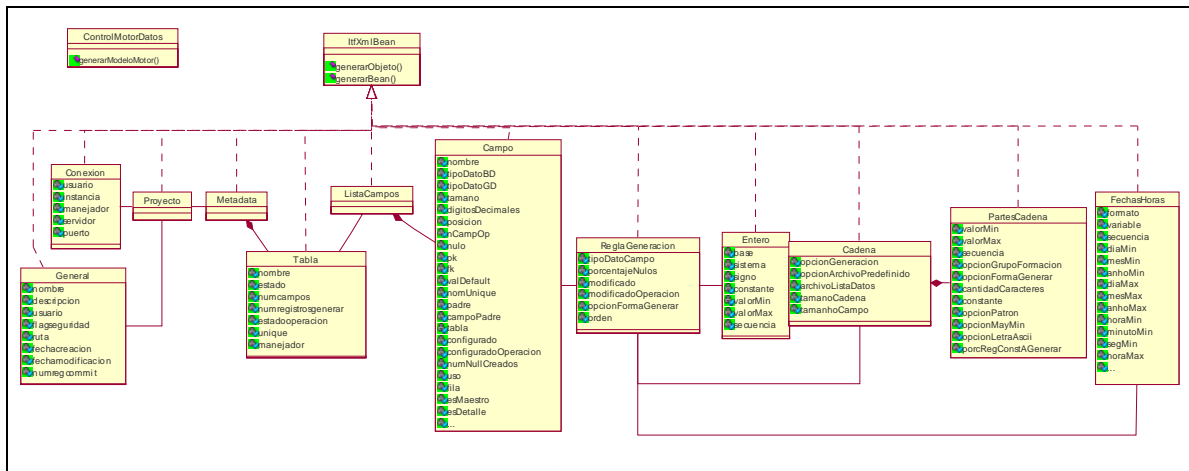 ControlMotorDatos
generarModeloMotor()
ItfXmlBean
generarObjeto()
generarBean()
Conexion
usuario
instancia
manejador
servidor
puerto
Proyecto
Metadata
General
nombre
descripcion
usuario
flagseguridad
ruta
fechacreacion
fechamodificacion
numregcommit
Tabla
nombre
estado
numcampos
numregistrosgenerar
estadooperacion
unique
manejador
ListaCampos
Campo
nombre
tipoDatoBD
tipoDatoGD
tamano
digitosDecimales
posicion
nCampOp
nulo
pk
fk
valDefault
nomUnique
padre
campoPadre
tabla
configurado
configuradoOperacion
numNullCreados
uso
fila
esMaestro
esDetalle
...
ReglaGeneracion
tipoDatoCampo
porcentajeNulos
modificado
modificadoOperacion
opcionFormaGenerar
orden
Entero
base
sistema
signo
constante
valorMin
valorMax
secuencia
Cadena
opcionGeneracion
opcionArchivoPredefinido
archivoListaDatos
tamanoCadena
tamanhoCampo
PartesCadena
valorMin
valorMax
secuencia
opcionGrupoFormacion
opcionFormaGenerar
cantidadCaracteres
constante
opcionPatron
opcionMayMin
opcionLetraAscii
porcRegConstAGenerar
FechasHoras
formato
variable
secuencia
diaMin
mesMin
anhoMin
diaMax
mesMax
anhoMax
horaMin
minutoMin
segMin
horaMax
...